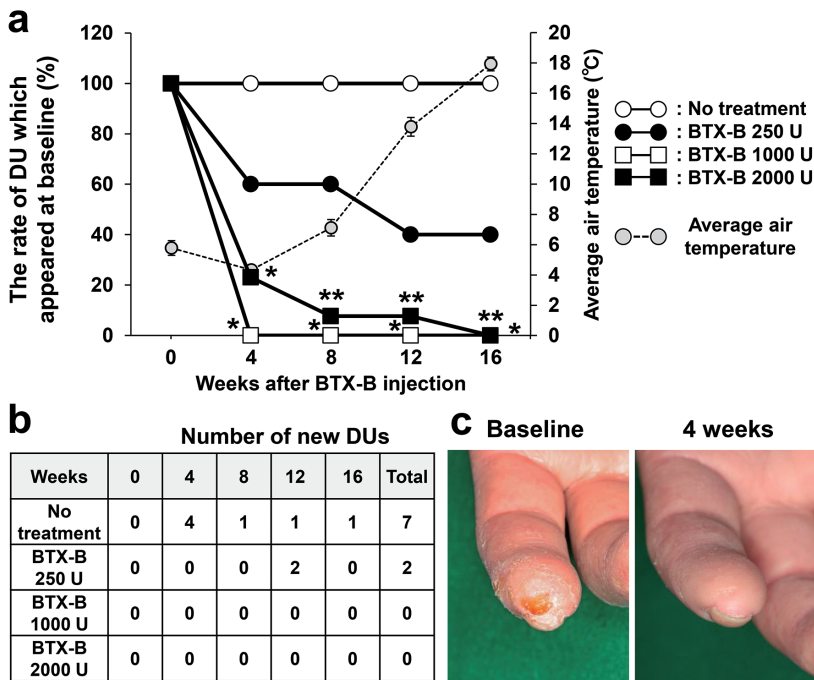 a
The rate of DU which
appeared at baseline (%)
120
100
80
60
40
20
0
20
18
16
14
12
10
8
6
4
2
0
Average air temperature (℃)
0 4 8 12 16
Weeks after BTX-B injection
* * ** * ** * ** *
: No treatment
: BTX-B 250 U
: BTX-B 1000 U
: BTX-B 2000 U
Average air
temperature
b
Number of new DUs
Weeks 0 4 8 12 16 Total
No
treatment 0 4 1 1 1 7
BTX-B
250 U 0 0 0 2 0 2
BTX-B
1000 U 0 0 0 0 0 0
BTX-B
2000 U 0 0 0 0 0 0
c
Baseline
4 weeks